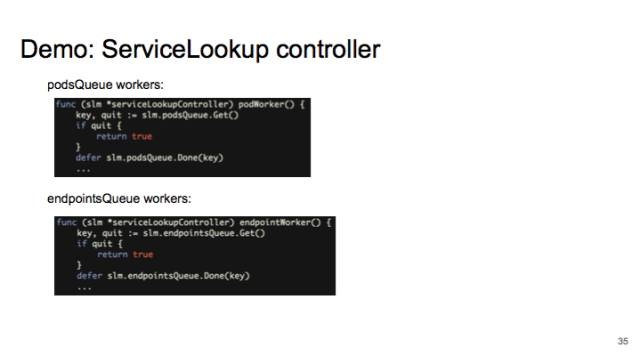 Demo: ServiceLookup controller
podsQueue workers:
func (slm *serviceLookupController) podWorker() {
    key, quit := slm.podsQueue.Get()
    if quit {
        return true
    }
    defer slm.podsQueue.Done(key)
    ...
endpointsQueue workers:
func (slm *serviceLookupController) endpointWorker() {
    key, quit := slm.endpointsQueue.Get()
    if quit {
        return true
    }
    defer slm.endpointsQueue.Done(key)
    ...
35